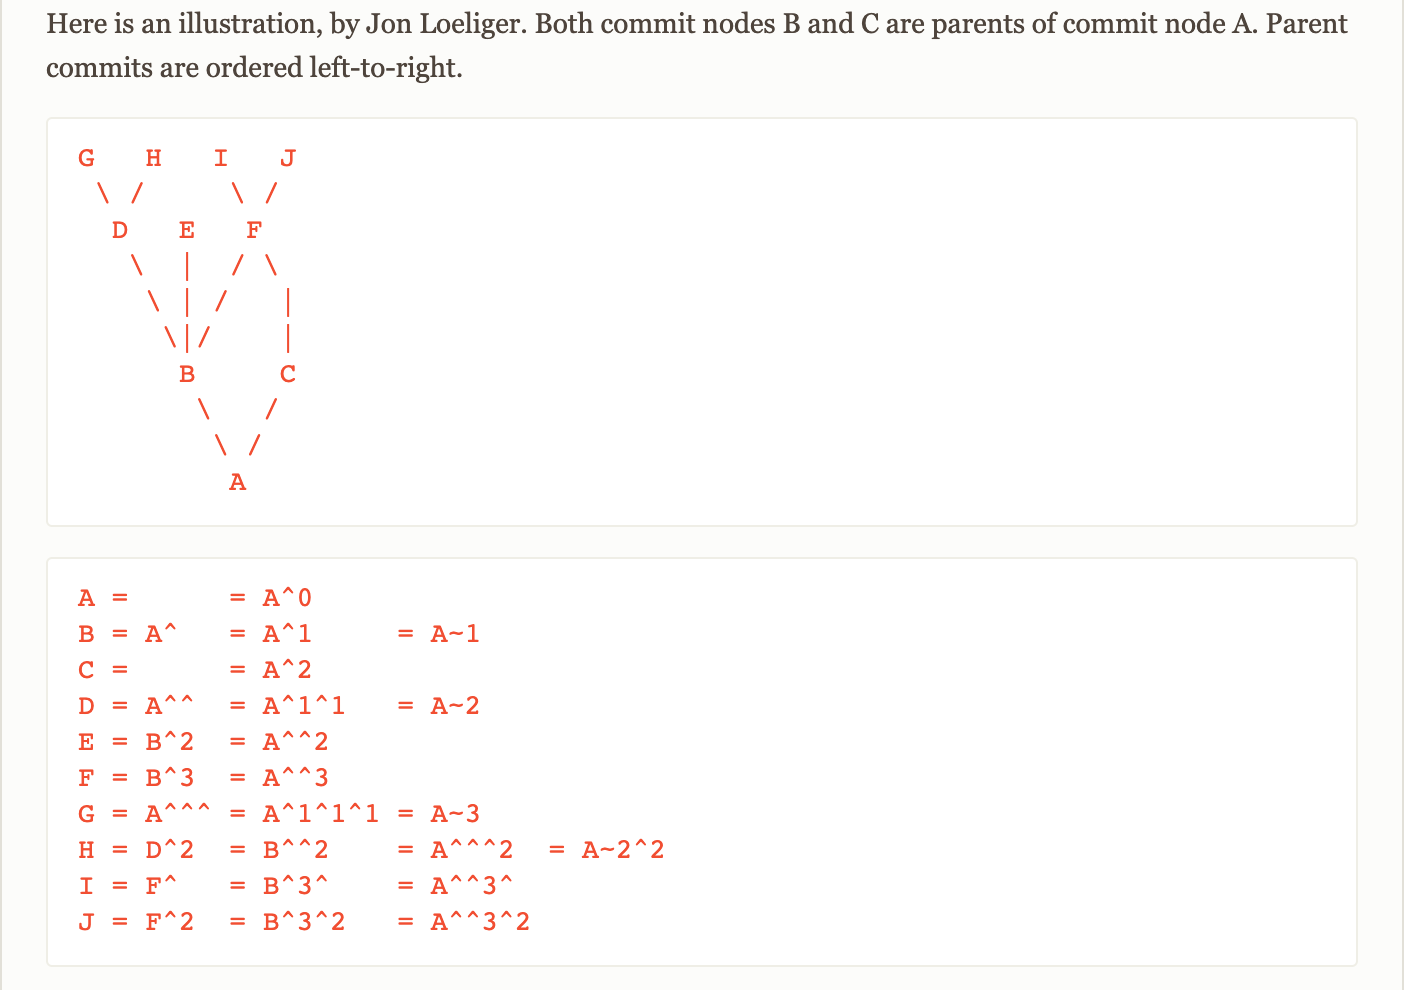 Here is an illustration, by Jon Loeliger. Both commit nodes B and C are parents of commit node A. Parent
commits are ordered left-to-right.
G   H   I   J
 \ /     \ /
  D   E   F
   \  |  / \
    \ | /   |
     \|/    |
      B     C
       \   /
        \ /
         A
A =      = A^0
B = A^   = A^1     = A~1
C =      = A^2
D = A^^  = A^1^1   = A~2
E = B^2  = A^^2
F = B^3  = A^^3
G = A^^^ = A^1^1^1 = A~3
H = D^2  = B^^2    = A^^^2  = A~2^2
I = F^   = B^3^    = A^^3^
J = F^2  = B^3^2   = A^^3^2